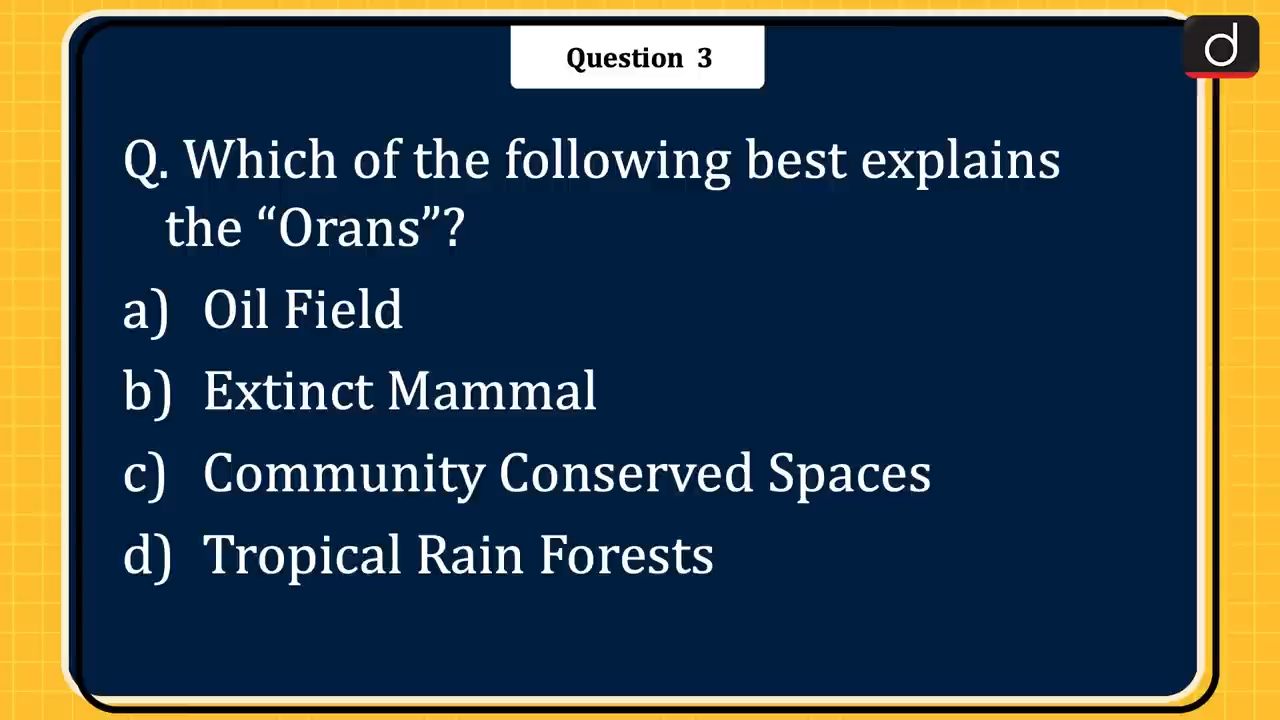 Question 3
d
Q. Which of the following best explains
the “Orans”?
a) Oil Field
b) Extinct Mammal
c) Community Conserved Spaces
d) Tropical Rain Forests